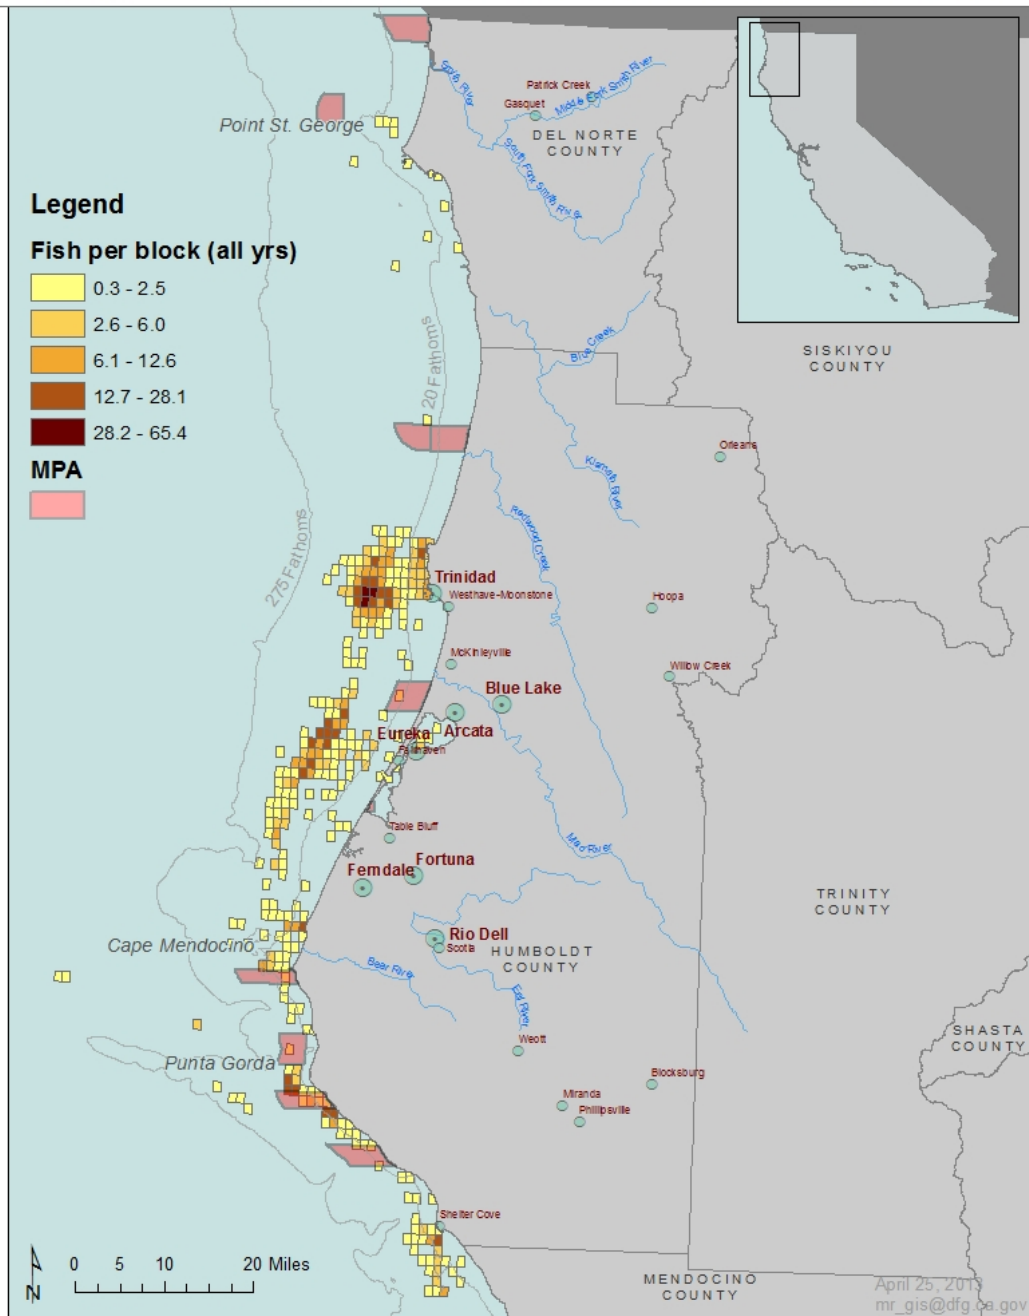 Smith River
Patrick Creek
Middle Fork Smith River
Gasquet
Point St. George
DEL NORTE
COUNTY
South Fork Smith River
Legend
Fish per block (all yrs)
0.3 - 2.5
2.6 - 6.0
6.1 - 12.6
12.7 - 28.1
28.2 - 65.4
MPA
20 Fathoms
Blue Creek
SISKIYOU
COUNTY
Orleans
Klamath River
Redwood Creek
275 Fathoms
Trinidad
Westhave-Moonstone
Hoopa
McKinleyville
Willow Creek
Blue Lake
Eureka
Arcata
Fairhaven
Table Bluff
Mad River
Fortuna
Ferndale
TRINITY
COUNTY
Rio Dell
Scotia
Cape Mendocino
HUMBOLDT
COUNTY
Bear River
Eel River
Weott
SHASTA
COUNTY
Punta Gorda
Blocksburg
Miranda
Phillipsville
Shelter Cove
0 5 10 20 Miles
N
MENDOCINO
COUNTY
April 25, 2013
mr_gis@dfg.ca.gov